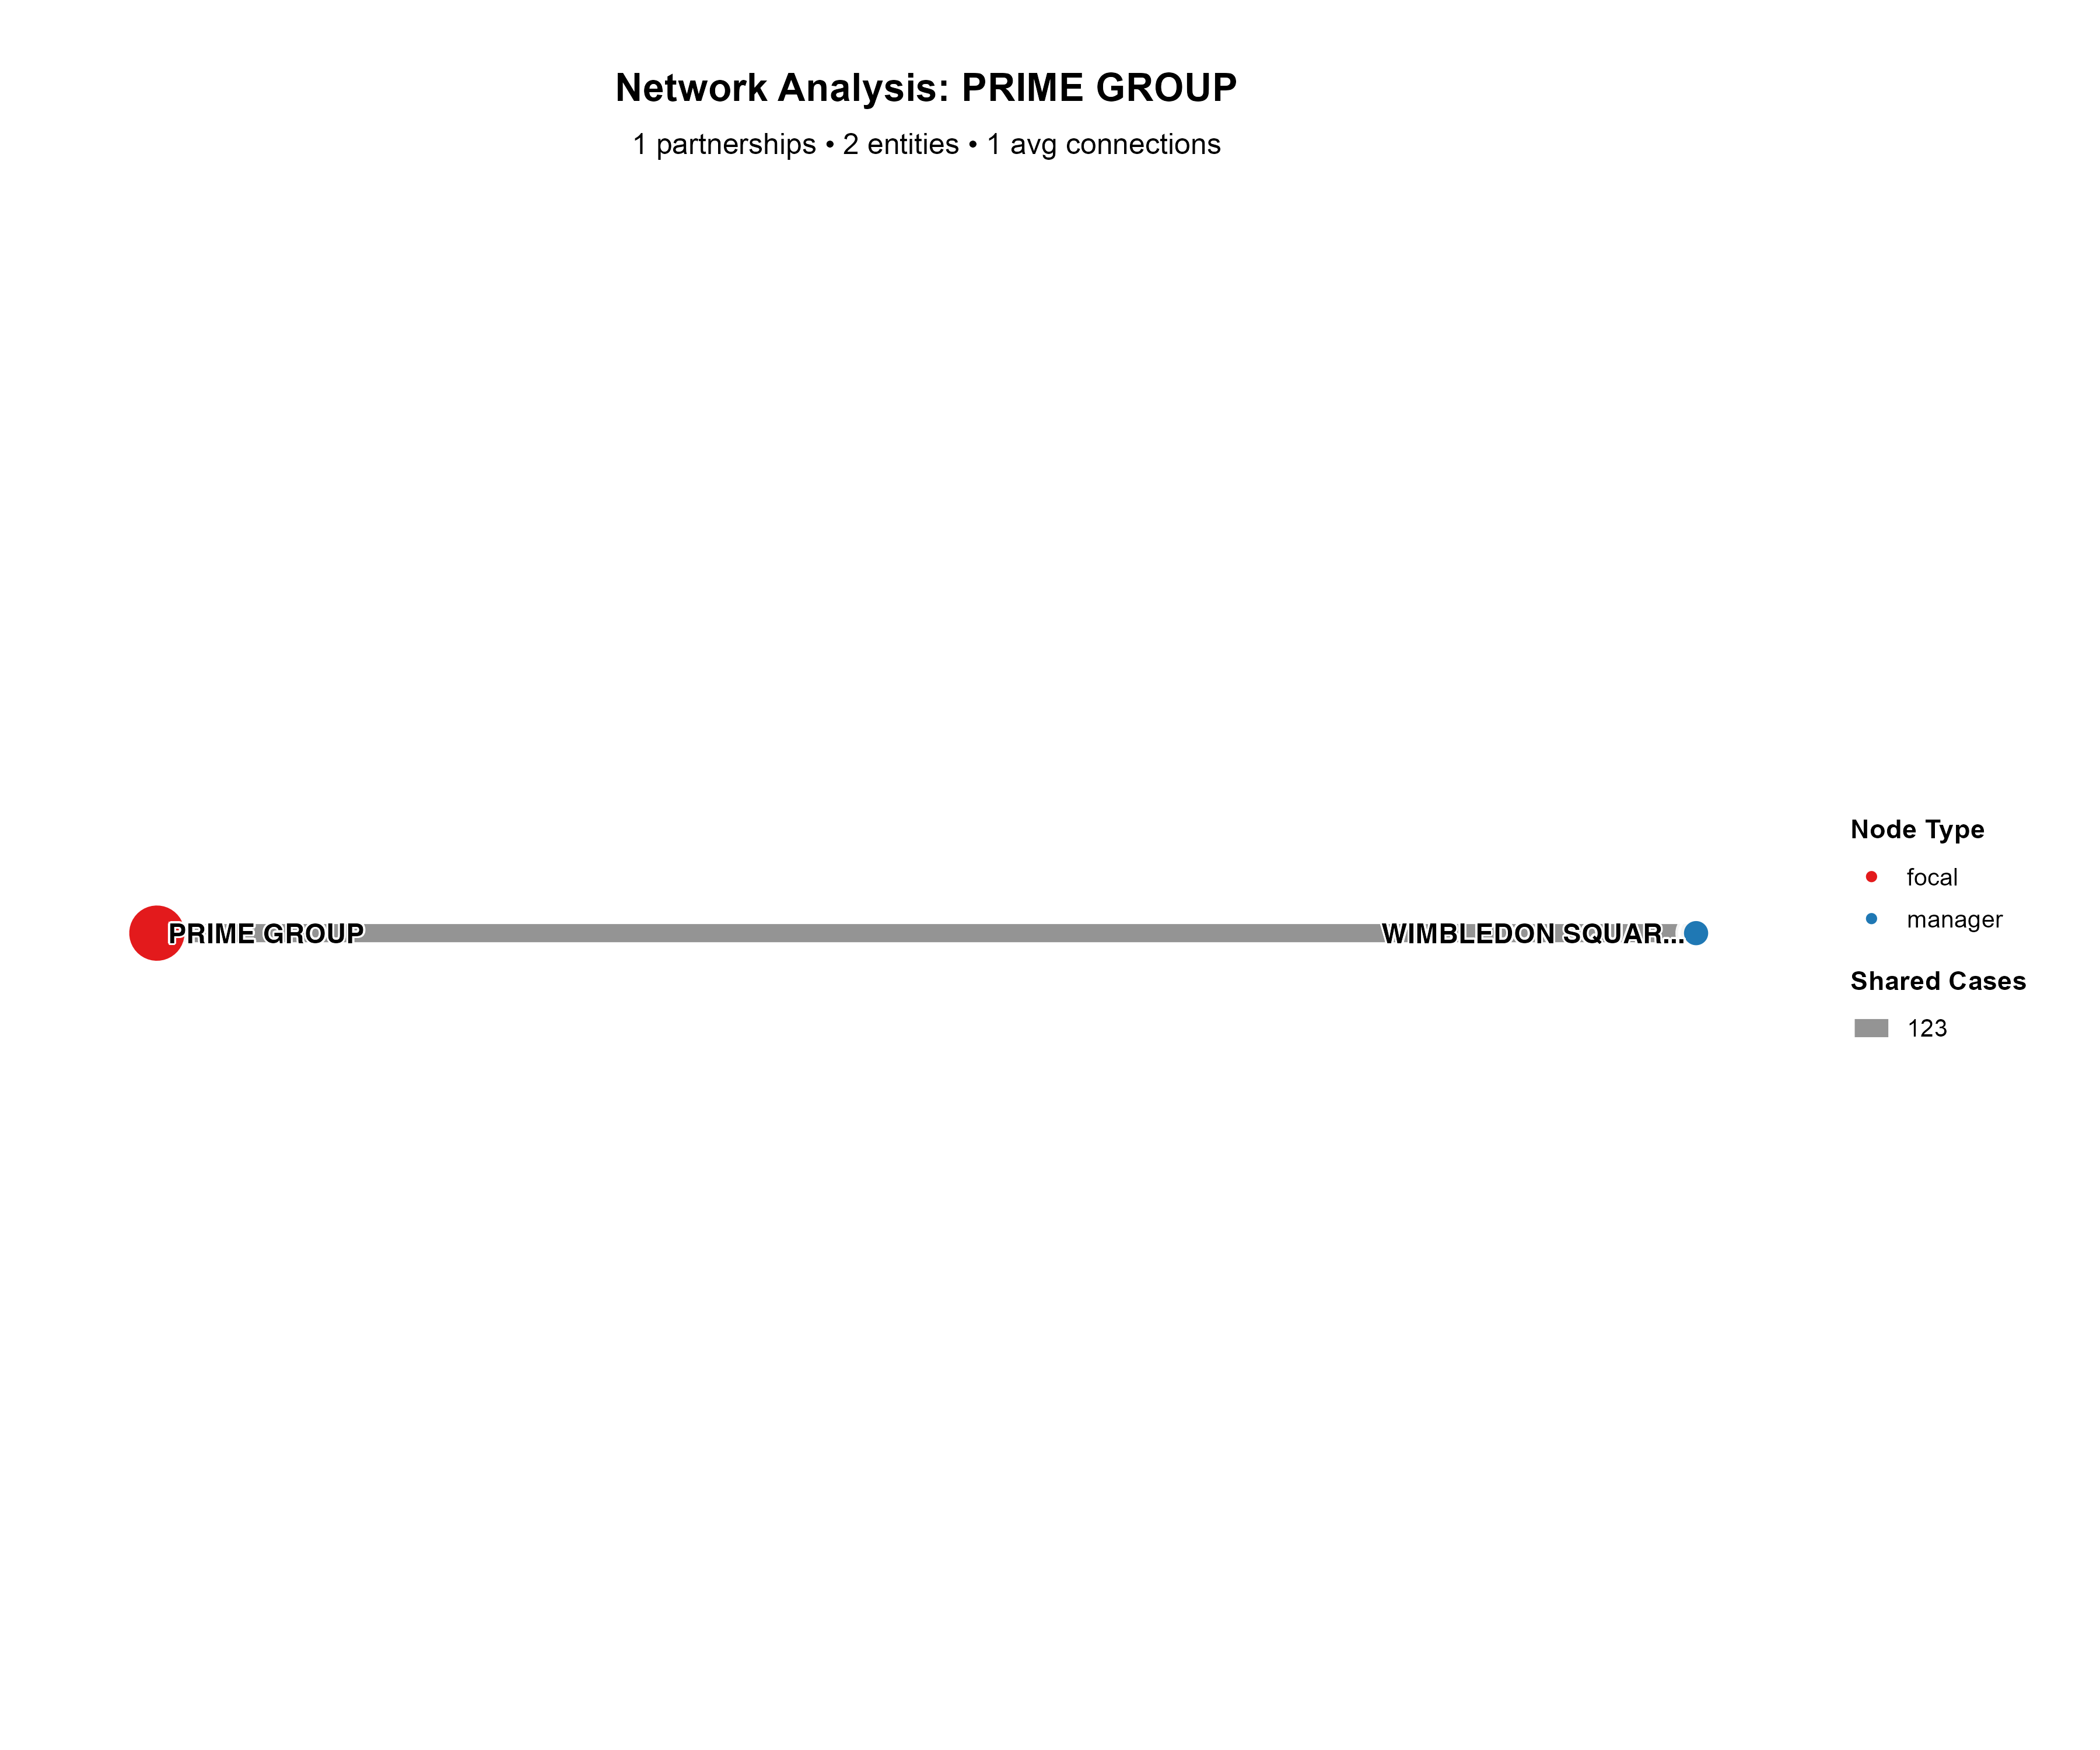 Network Analysis: PRIME GROUP
1 partnerships • 2 entities • 1 avg connections
PRIME GROUP
WIMBLEDON SQUAR...
Node Type
focal
manager
Shared Cases
123